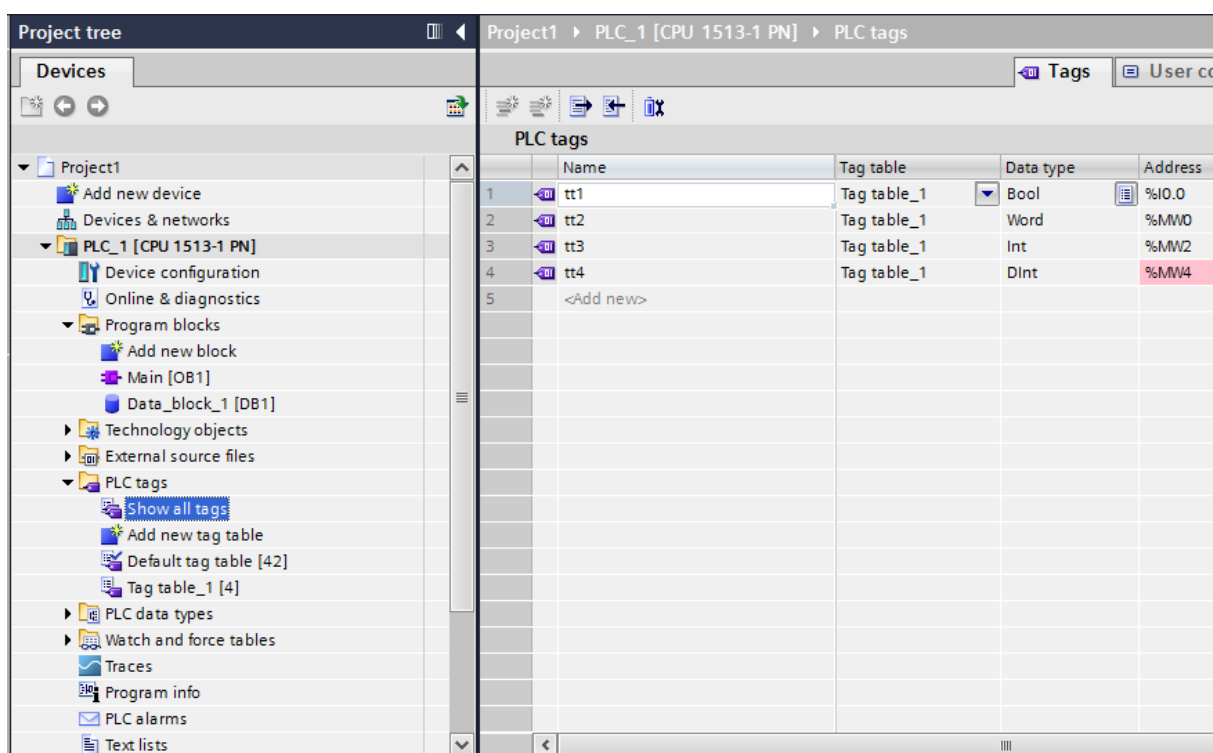 Project tree
Devices
Project1
Add new device
Devices & networks
PLC_1 [CPU 1513-1 PN]
Device configuration
Online & diagnostics
Program blocks
Add new block
Main [OB1]
Data_block_1 [DB1]
Technology objects
External source files
PLC tags
Show all tags
Add new tag table
Default tag table [42]
Tag table_1 [4]
PLC data types
Watch and force tables
Traces
Program info
PLC alarms
Text lists
Project1 PLC_1 [CPU 1513-1 PN] PLC tags
Tags User co
PLC tags
Name Tag table Data type Address
1 tt1 Tag table_1 Bool %I0.0
2 tt2 Tag table_1 Word %MW0
3 tt3 Tag table_1 Int %MW2
4 tt4 Tag table_1 DInt %MW4
5 <Add new>